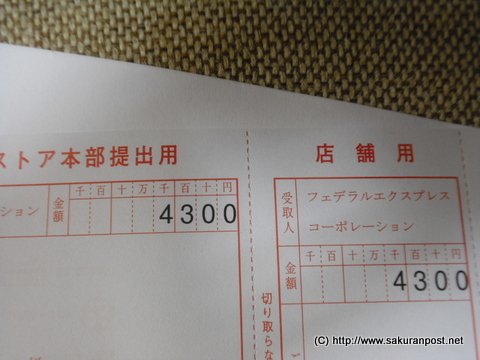 ストア本部提出用
ション 金額 千百十万千百十円
4300
店舗用
受取人 フェデラルエクスプレス
コーポレーション
金額 千百十万千百十円
4300
切り取らな
(C) http://www.sakuranpost.net/